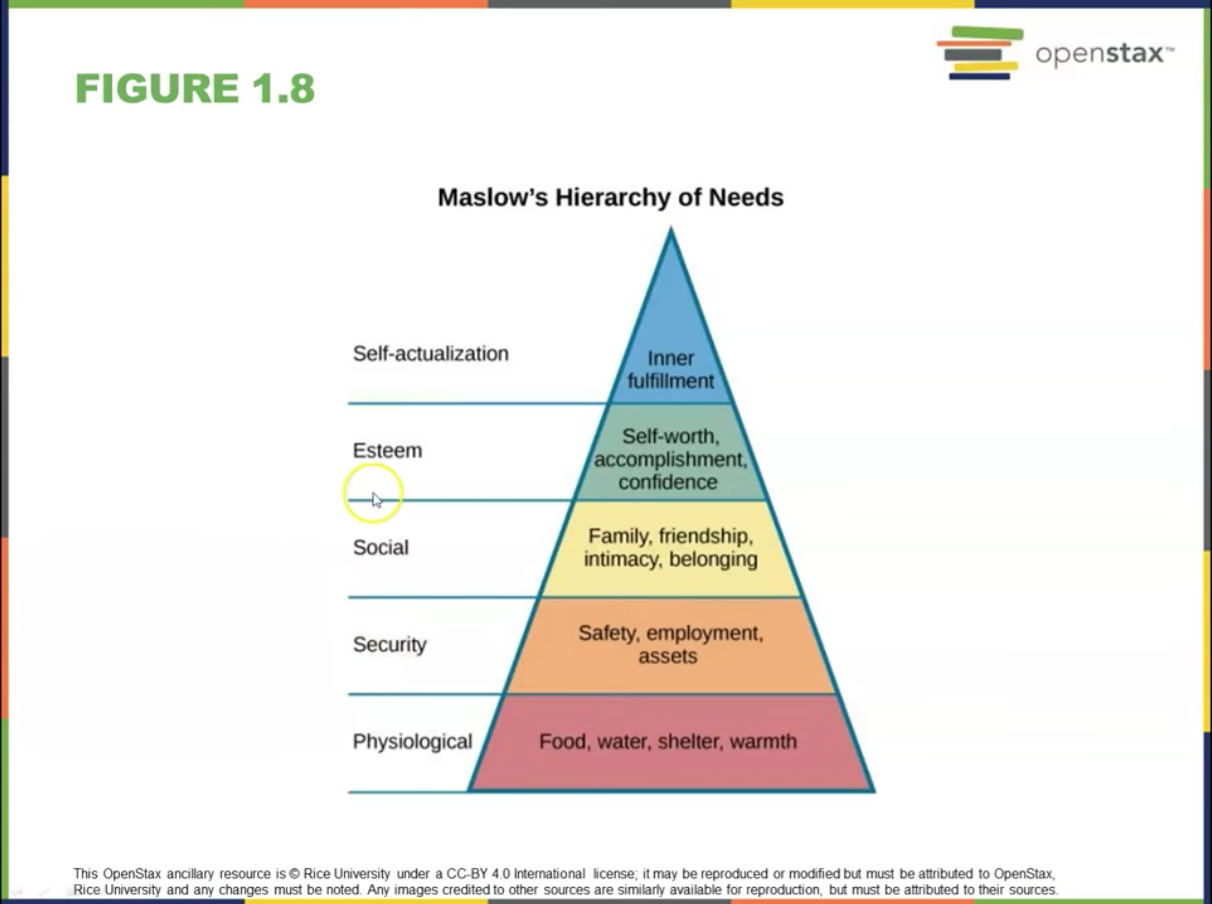 openstax™
FIGURE 1.8
Maslow's Hierarchy of Needs
Self-actualization
Inner
fulfillment
Esteem
Self-worth,
accomplishment,
confidence
Social
Family, friendship,
intimacy, belonging
Security
Safety, employment,
assets
Physiological
Food, water, shelter, warmth
This OpenStax ancillary resource is © Rice University under a CC-BY 4.0 International license; it may be reproduced or modified but must be attributed to OpenStax,
Rice University and any changes must be noted. Any images credited to other sources are similarly available for reproduction, but must be attributed to their sources.